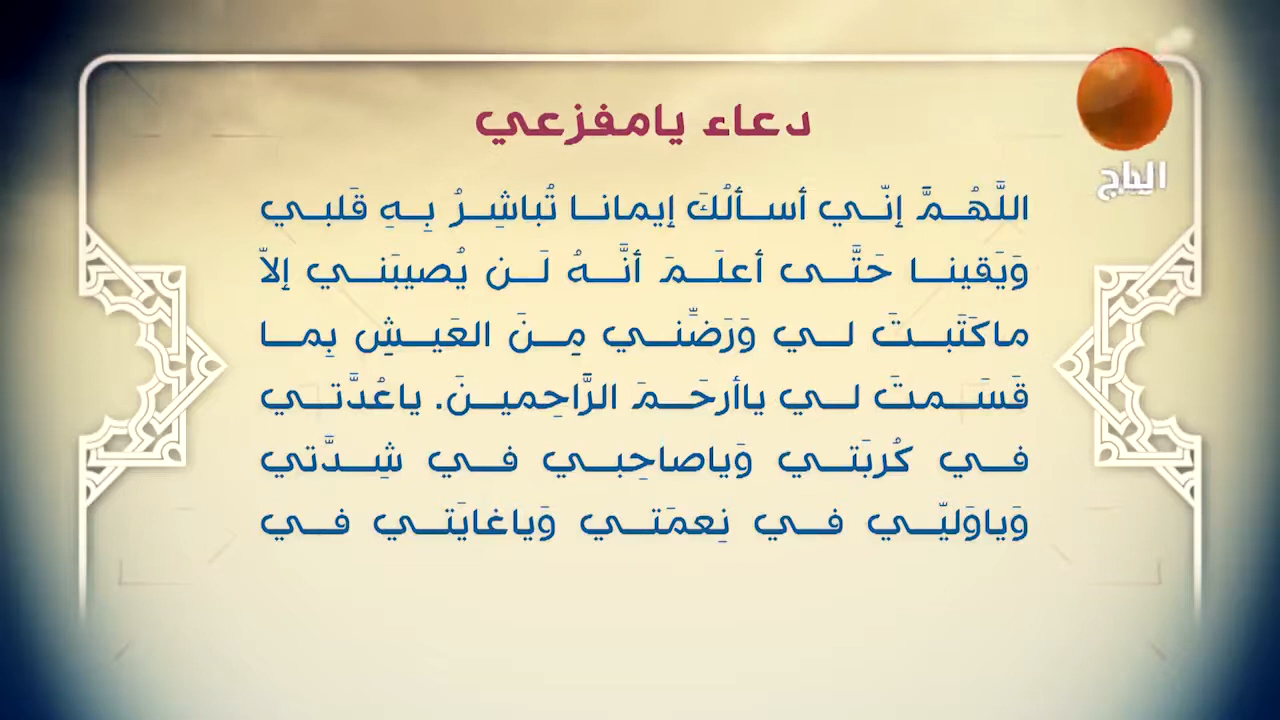 دعاء يامفزعي
اللَّهُمَّ إنّي أسألُكَ إيمانا تُباشِرُ بِهِ قَلبي
وَيَقينا حَتَّى أعلَمَ أنَّهُ لَن يُصيبَني إلاّ
ماكَتَبتَ لي وَرَضّني مِنَ العَيشِ بِما
قَسَمتَ لي ياأرحَمَ الرَّاحِمينَ. ياعُدَّتي
في كُربَتي وَياصاحِبي في شِدَّتي
وَياوَليّي في نِعمَتي وَياغايَتي في